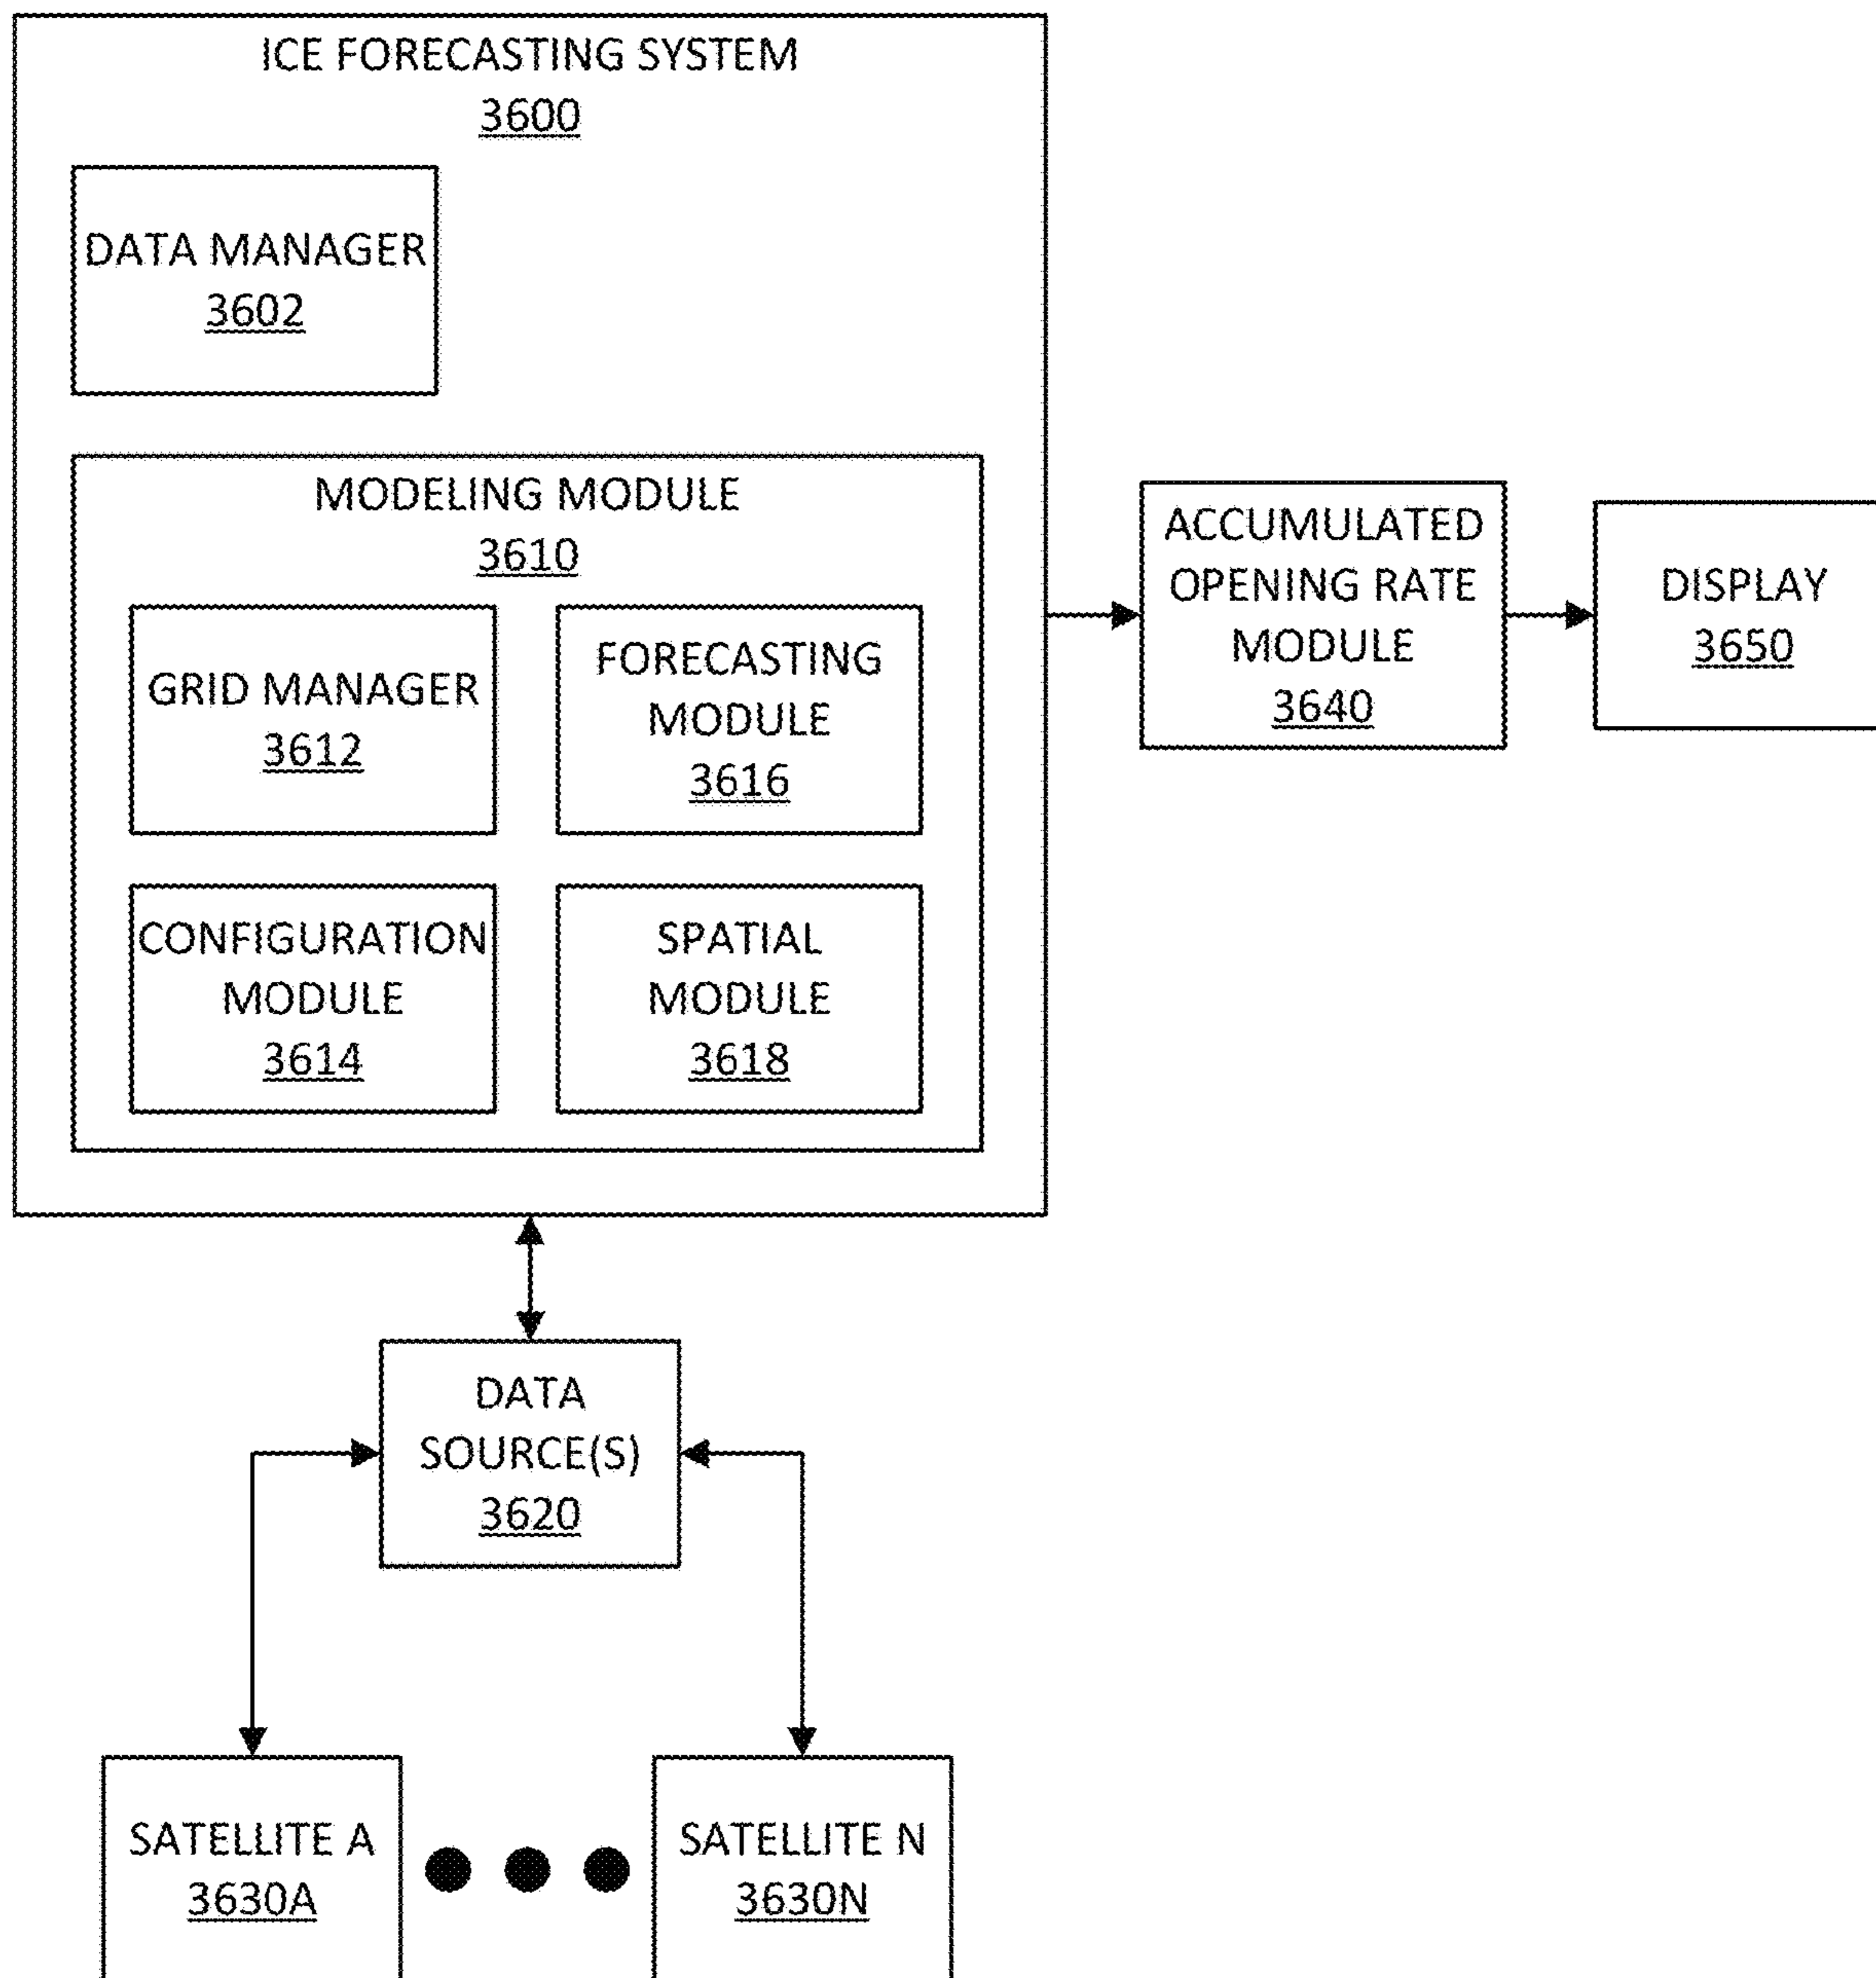 ICE FORECASTING SYSTEM
3600
DATA MANAGER
3602
MODELING MODULE
3610
GRID MANAGER
3612
FORECASTING
MODULE
3616
CONFIGURATION
MODULE
3614
SPATIAL
MODULE
3618
ACCUMULATED
OPENING RATE
MODULE
3640
DISPLAY
3650
DATA
SOURCE(S)
3620
SATELLITE A
3630A
SATELLITE N
3630N